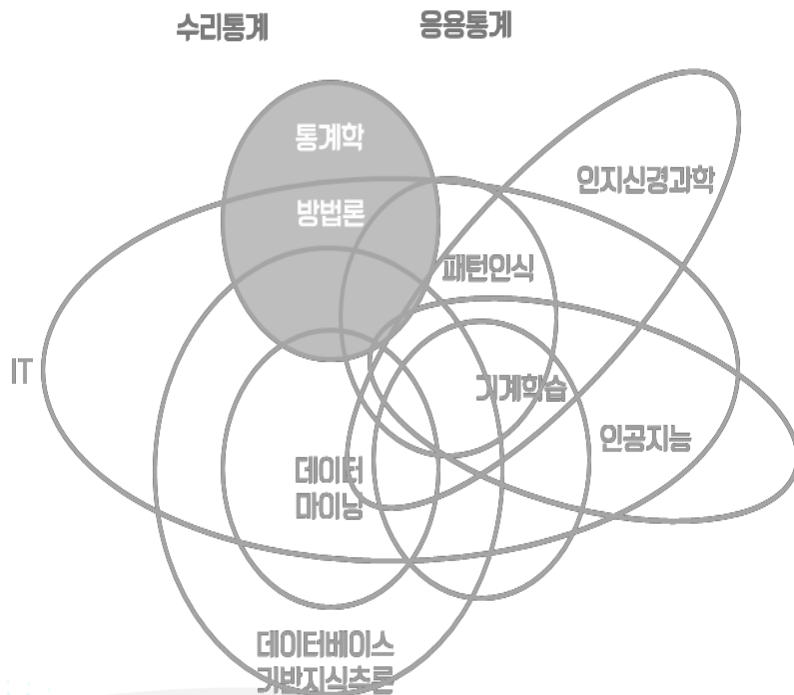 수리통계
응용통계
통계학
방법론
인지신경과학
패턴인식
IT
기계학습
인공지능
데이터
마이닝
데이터베이스
기반지식추론